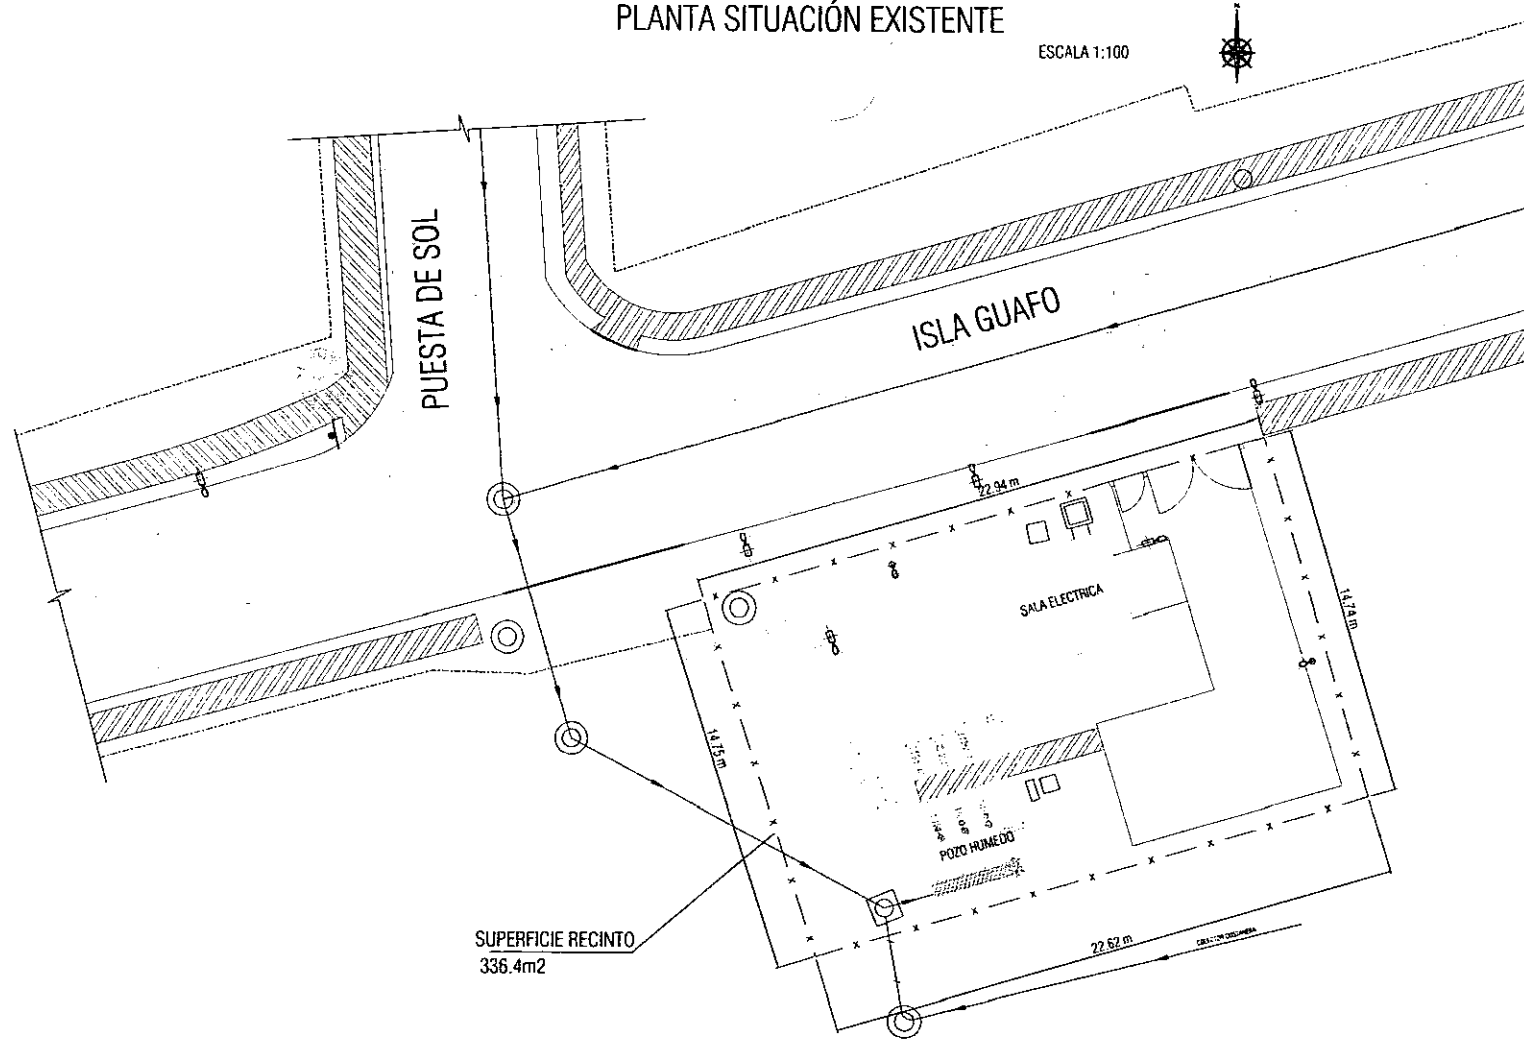 PLANTA SITUACIÓN EXISTENTE
ESCALA 1:100
N
PUESTA DE SOL
ISLA GUAFO
22.94 m
SALA ELECTRICA
14.74 m
14.75 m
POZO HUMEDO
SUPERFICIE RECINTO
336.4m2
22.62 m